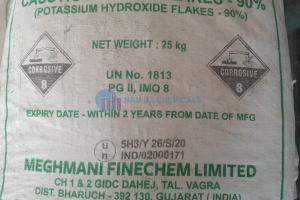 (POTASSIUM HYDROXIDE FLAKES - 90%)
NET WEIGHT : 25 kg
CORROSIVE
8
CORROSIVE
8
UN No. 1813
PG II, IMO 8
EXPIRY DATE - WITHIN 2 YEARS FROM DATE OF MFG
u
n
5H3/Y 26/S/20
IND/02000171
MEGHMANI FINECHEM LIMITED
CH 1 & 2 GIDC DAHEJ, TAL. VAGRA
DIST. BHARUCH - 392 130, GUJARAT (INDIA)